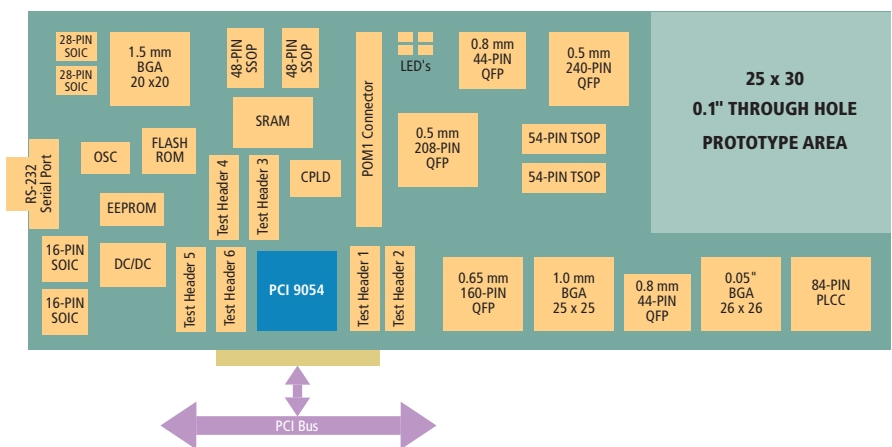 28-PIN
SOIC
28-PIN
SOIC
1.5 mm
BGA
20 x20
48-PIN
SSOP
48-PIN
SSOP
LED's
0.8 mm
44-PIN
QFP
0.5 mm
240-PIN
QFP
25 x 30
0.1" THROUGH HOLE
PROTOTYPE AREA
SRAM
POM1 Connector
OSC
FLASH
ROM
0.5 mm
208-PIN
QFP
54-PIN TSOP
54-PIN TSOP
RS-232
Serial Port
EEPROM
Test Header 4
Test Header 3
CPLD
16-PIN
SOIC
16-PIN
SOIC
DC/DC
Test Header 5
Test Header 6
PCI 9054
Test Header 1
Test Header 2
0.65 mm
160-PIN
QFP
1.0 mm
BGA
25 x 25
0.8 mm
44-PIN
QFP
0.05"
BGA
26 x 26
84-PIN
PLCC
PCI Bus